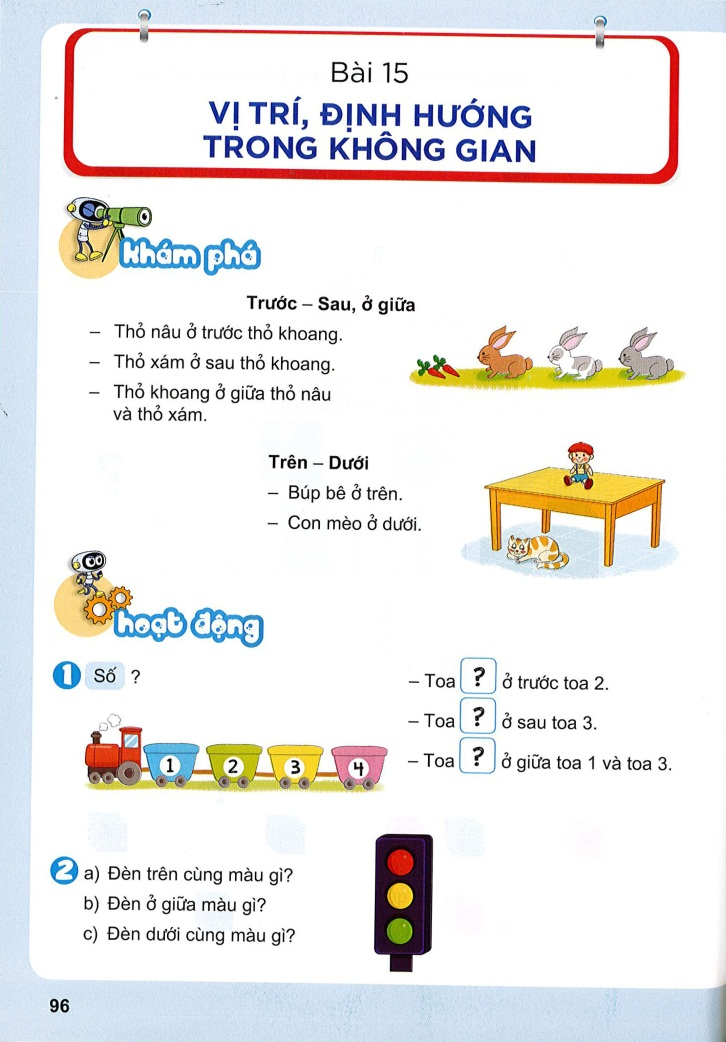 Bài 15
VỊ TRÍ, ĐỊNH HƯỚNG
TRONG KHÔNG GIAN
khám phá
Trước – Sau, ở giữa
– Thỏ nâu ở trước thỏ khoang.
– Thỏ xám ở sau thỏ khoang.
– Thỏ khoang ở giữa thỏ nâu
và thỏ xám.
Trên – Dưới
– Búp bê ở trên.
– Con mèo ở dưới.
hoạt động
1 Số ?
1 2 3 4
– Toa ? ở trước toa 2.
– Toa ? ở sau toa 3.
– Toa ? ở giữa toa 1 và toa 3.
2 a) Đèn trên cùng màu gì?
b) Đèn ở giữa màu gì?
c) Đèn dưới cùng màu gì?
96